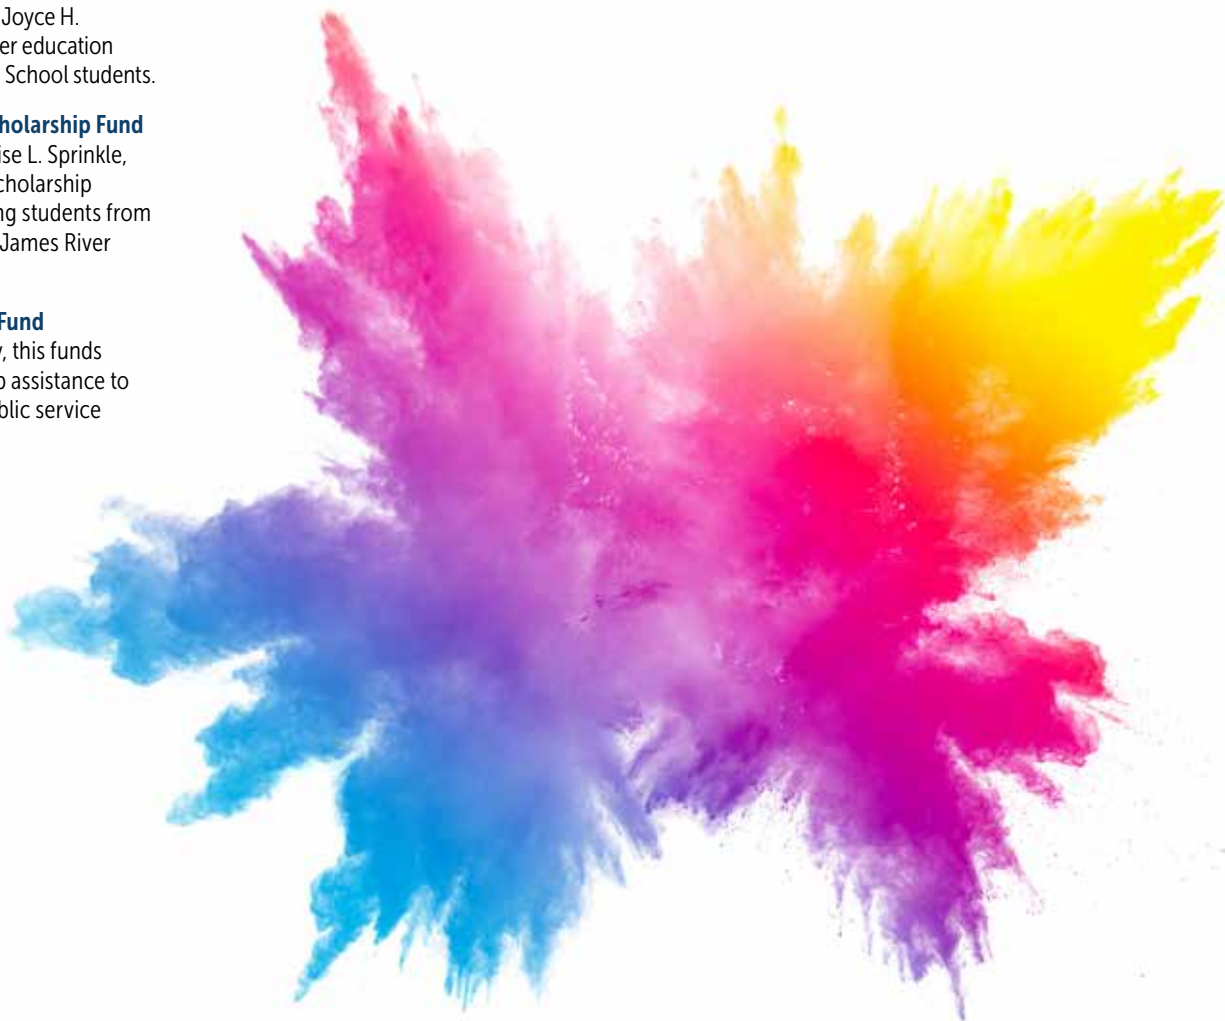 Joyce H.
er education
School students.
holarship Fund
ise L. Sprinkle,
cholarship
ng students from
James River
Fund
, this funds
assistance to
blic service